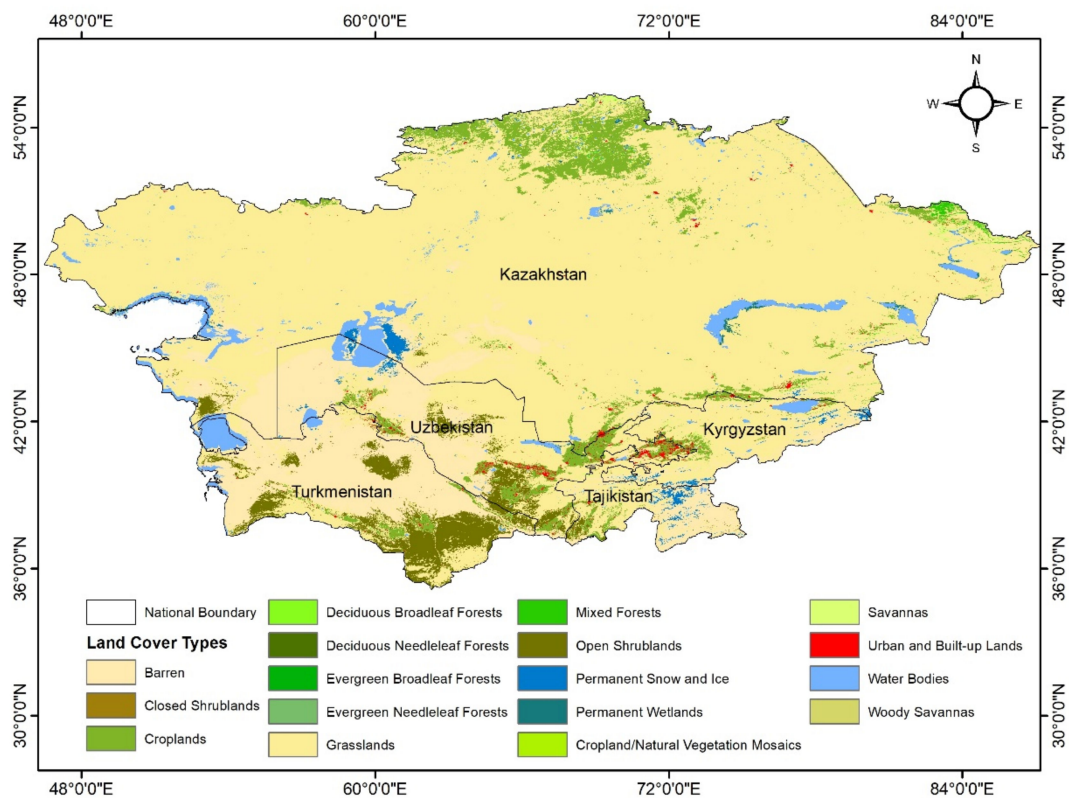 48°0'0"E 60°0'0"E 72°0'0"E 84°0'0"E
N
W E
S
54°0'0"N 54°0'0"N
48°0'0"N 48°0'0"N
42°0'0"N 42°0'0"N
36°0'0"N 36°0'0"N
30°0'0"N 30°0'0"N
Kazakhstan
Uzbekistan
Kyrgyzstan
Turkmenistan
Tajikistan
National Boundary
Land Cover Types
Barren
Closed Shrublands
Croplands
Deciduous Broadleaf Forests
Deciduous Needleleaf Forests
Evergreen Broadleaf Forests
Evergreen Needleleaf Forests
Grasslands
Mixed Forests
Open Shrublands
Permanent Snow and Ice
Permanent Wetlands
Cropland/Natural Vegetation Mosaics
Savannas
Urban and Built-up Lands
Water Bodies
Woody Savannas
48°0'0"E 60°0'0"E 72°0'0"E 84°0'0"E